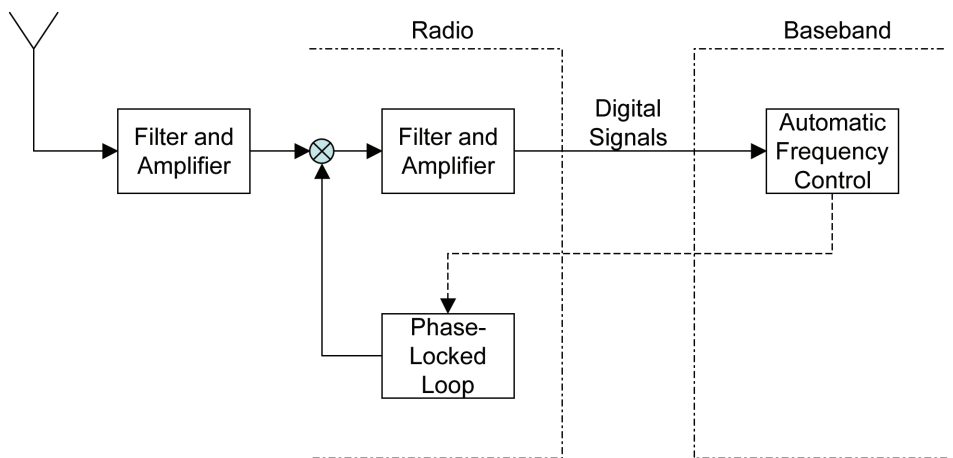 Radio
Baseband
Filter and
Amplifier
Filter and
Amplifier
Digital
Signals
Automatic
Frequency
Control
Phase-
Locked
Loop